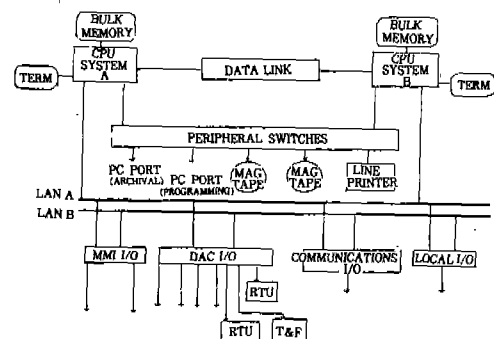 BULK
MEMORY
BULK
MEMORY
TERM
CPU
SYSTEM
A
DATA LINK
CPU
SYSTEM
B
TERM
PERIPHERAL SWITCHES
PC PORT
(ARCHIVAL)
PC PORT
(PROGRAMMING)
MAG
TAPE
MAG
TAPE
LINE
PRINTER
LAN A
LAN B
MMI I/O
DAC I/O
COMMUNICATIONS
I/O
LOCAL I/O
RTU
RTU
T&F